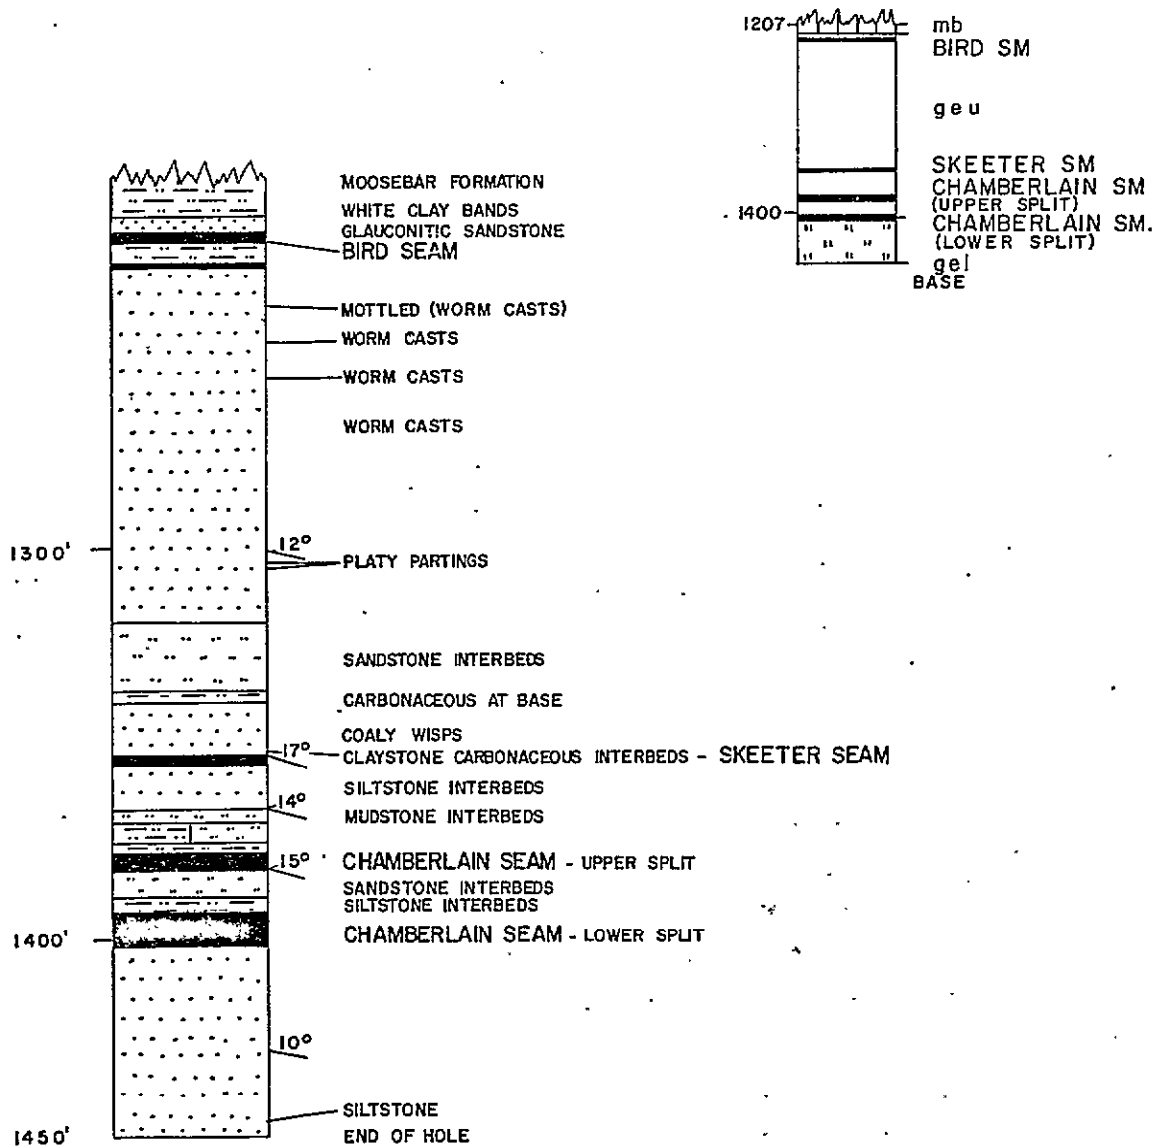 1207 mb
BIRD SM
geu
SKEETER SM
CHAMBERLAIN SM
(UPPER SPLIT)
1400 CHAMBERLAIN SM.
(LOWER SPLIT)
gel
BASE
MOOSEBAR FORMATION
WHITE CLAY BANDS
GLAUCONITIC SANDSTONE
BIRD SEAM
MOTTLED (WORM CASTS)
WORM CASTS
WORM CASTS
WORM CASTS
1300' 12° PLATY PARTINGS
SANDSTONE INTERBEDS
CARBONACEOUS AT BASE
COALY WISPS
17° CLAYSTONE CARBONACEOUS INTERBEDS - SKEETER SEAM
SILTSTONE INTERBEDS
14° MUDSTONE INTERBEDS
15° CHAMBERLAIN SEAM - UPPER SPLIT
SANDSTONE INTERBEDS
SILTSTONE INTERBEDS
1400' CHAMBERLAIN SEAM - LOWER SPLIT
10°
SILTSTONE
1450' END OF HOLE